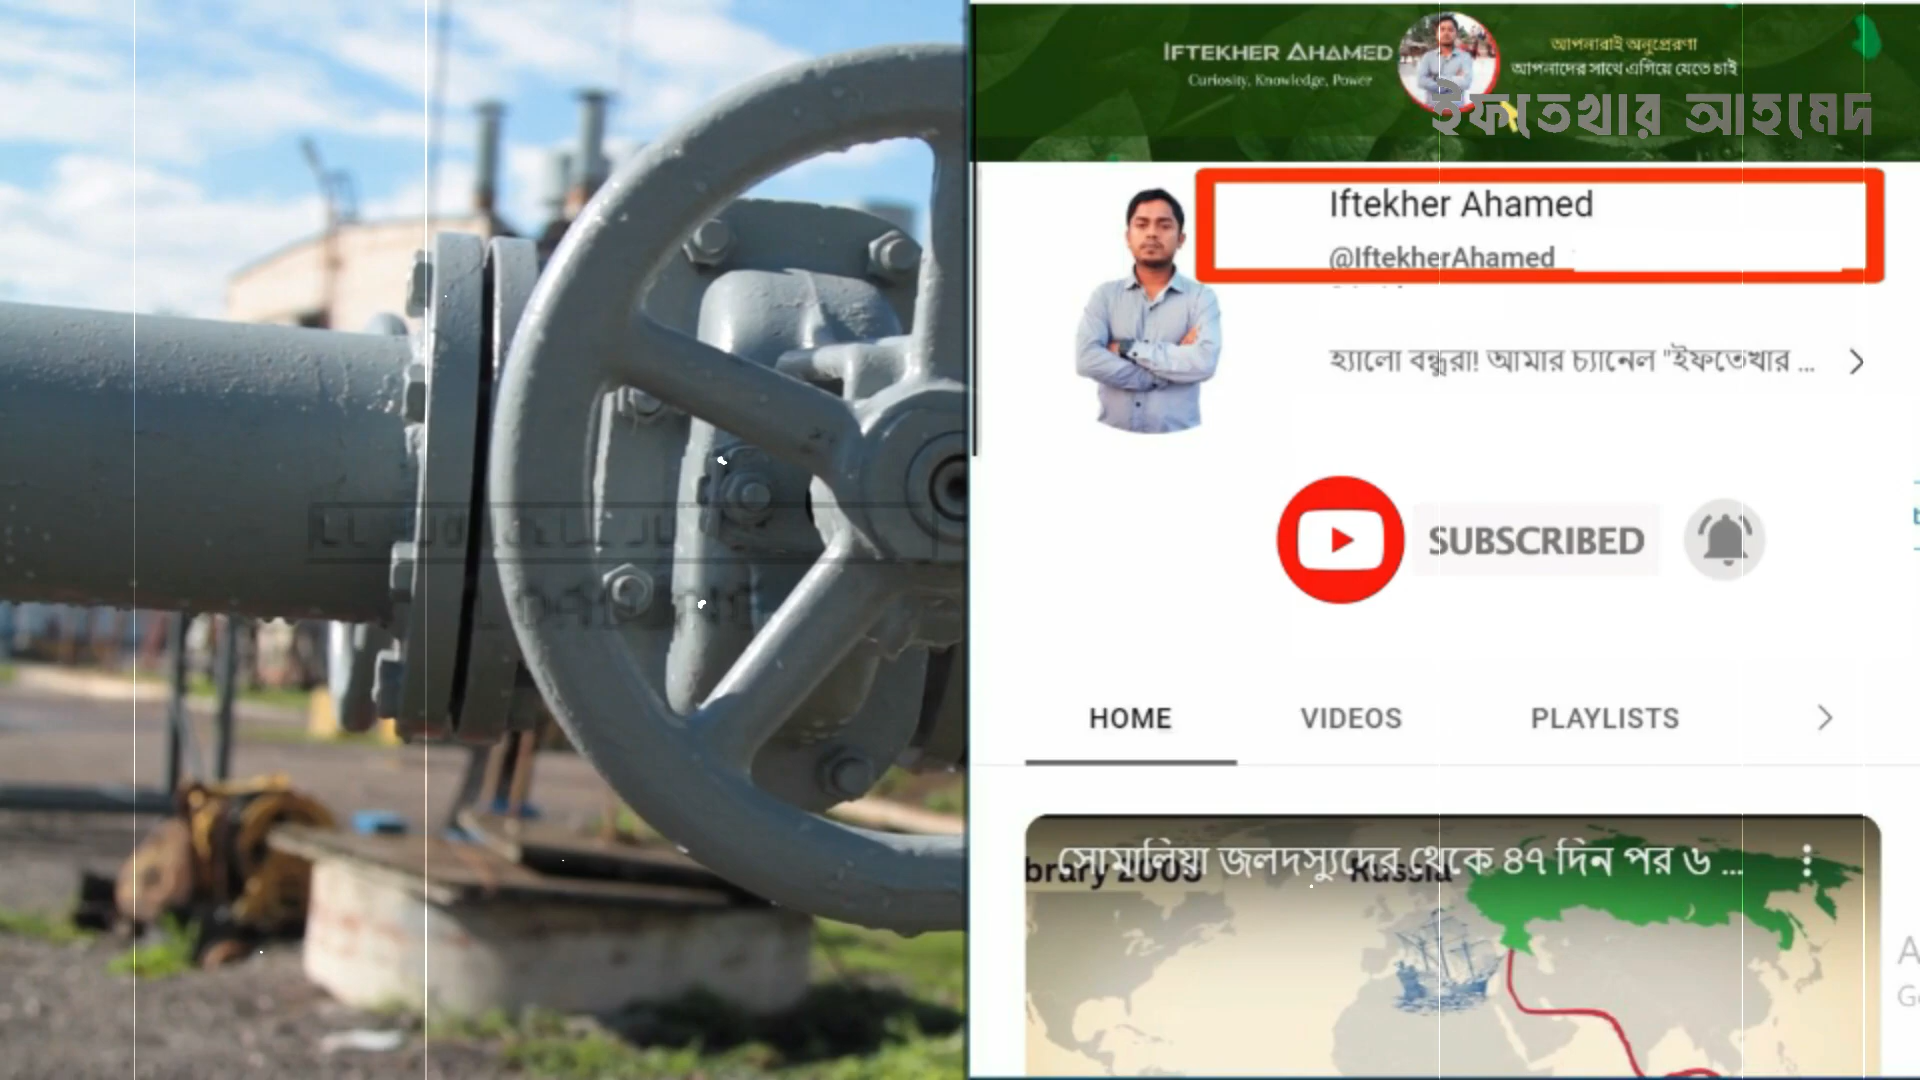 IFTEKHER AHAMED
Curiosity, Knowledge, Power
আপনারাই অনুপ্রেরণা
আপনাদের সাথে এগিয়ে যেতে চাই
ইফতেখার আহমেদ
Iftekher Ahamed
@IftekherAhamed
হ্যালো বন্ধুরা! আমার চ্যানেল "ইফতেখার ...
SUBSCRIBED
HOME VIDEOS PLAYLISTS
সোমালিয়া জলদস্যুদের থেকে ৪৭ দিন পর ৬ ...
Russia